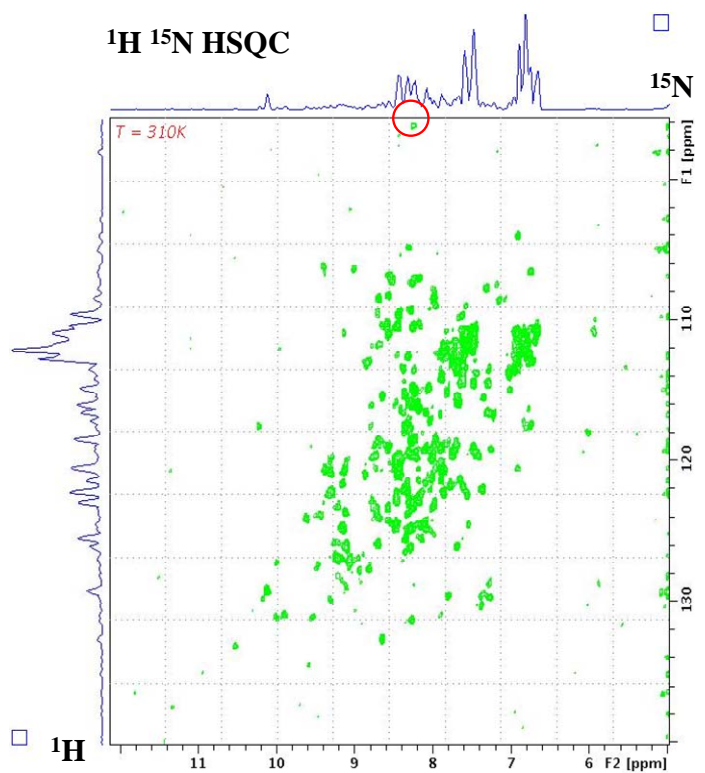 ¹H ¹⁵N HSQC
¹⁵N
T = 310K
F1 [ppm]
110
120
130
¹H
11 10 9 8 7 6 F2 [ppm]